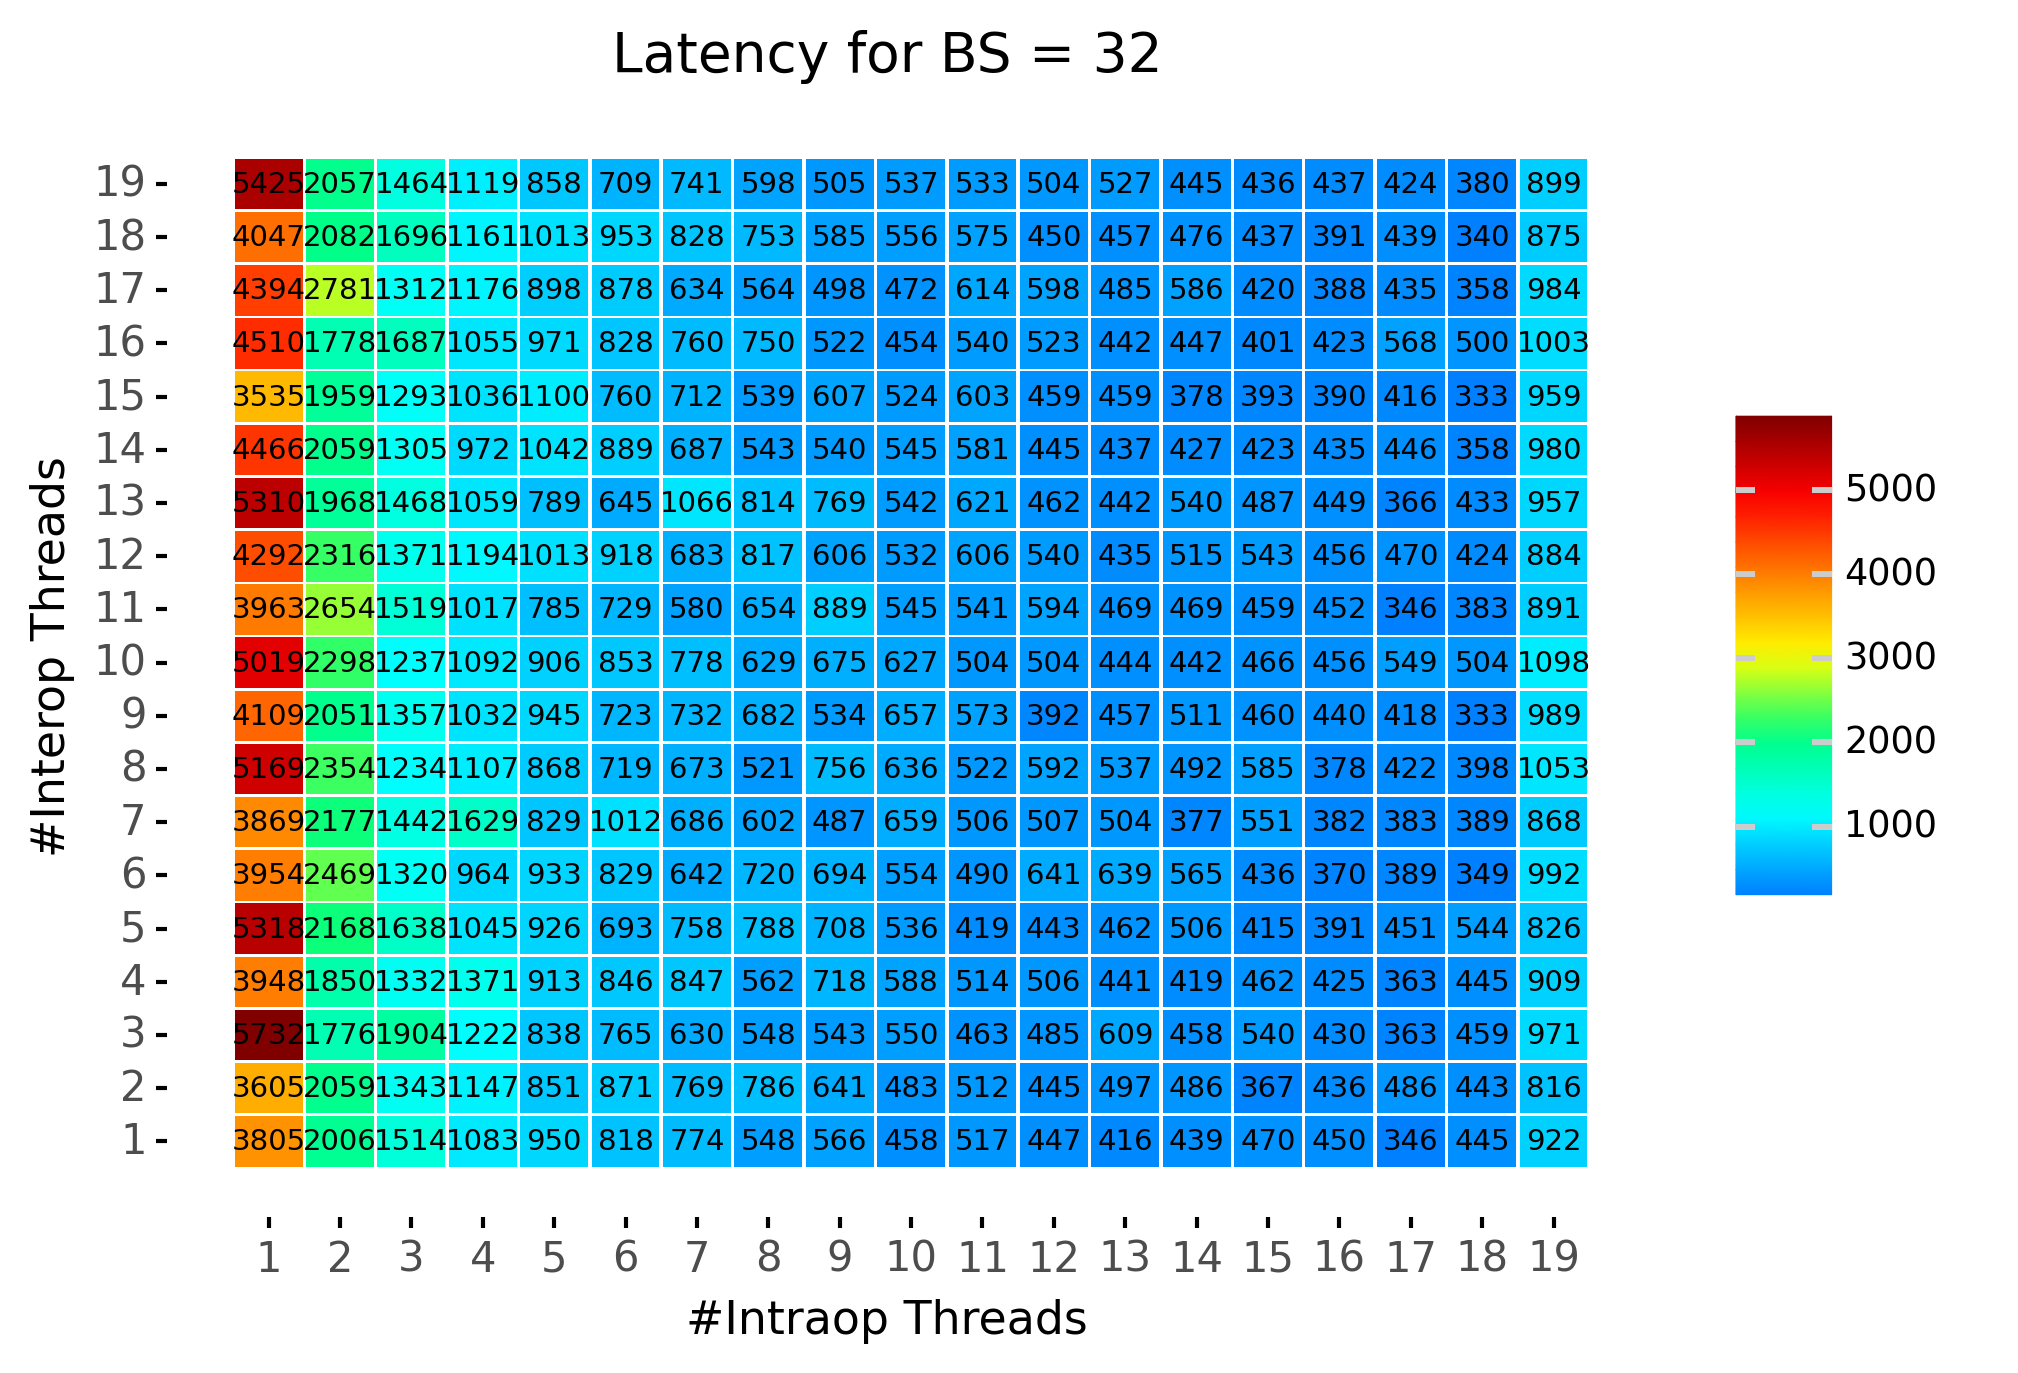 Latency for BS = 32
#Interop Threads
19 5425 2057 1464 1119 858 709 741 598 505 537 533 504 527 445 436 437 424 380 899
18 4047 2082 1696 1161 1013 953 828 753 585 556 575 450 457 476 437 391 439 340 875
17 4394 2781 1312 1176 898 878 634 564 498 472 614 598 485 586 420 388 435 358 984
16 4510 1778 1687 1055 971 828 760 750 522 454 540 523 442 447 401 423 568 500 1003
15 3535 1959 1293 1036 1100 760 712 539 607 524 603 459 459 378 393 390 416 333 959
14 4466 2059 1305 972 1042 889 687 543 540 545 581 445 437 427 423 435 446 358 980
13 5310 1968 1468 1059 789 645 1066 814 769 542 621 462 442 540 487 449 366 433 957
12 4292 2316 1371 1194 1013 918 683 817 606 532 606 540 435 515 543 456 470 424 884
11 3963 2654 1519 1017 785 729 580 654 889 545 541 594 469 469 459 452 346 383 891
10 5019 2298 1237 1092 906 853 778 629 675 627 504 504 444 442 466 456 549 504 1098
9 4109 2051 1357 1032 945 723 732 682 534 657 573 392 457 511 460 440 418 333 989
8 5169 2354 1234 1107 868 719 673 521 756 636 522 592 537 492 585 378 422 398 1053
7 3869 2177 1442 1629 829 1012 686 602 487 659 506 507 504 377 551 382 383 389 868
6 3954 2469 1320 964 933 829 642 720 694 554 490 641 639 565 436 370 389 349 992
5 5318 2168 1638 1045 926 693 758 788 708 536 419 443 462 506 415 391 451 544 826
4 3948 1850 1332 1371 913 846 847 562 718 588 514 506 441 419 462 425 363 445 909
3 5732 1776 1904 1222 838 765 630 548 543 550 463 485 609 458 540 430 363 459 971
2 3605 2059 1343 1147 851 871 769 786 641 483 512 445 497 486 367 436 486 443 816
1 3805 2006 1514 1083 950 818 774 548 566 458 517 447 416 439 470 450 346 445 922
1 2 3 4 5 6 7 8 9 10 11 12 13 14 15 16 17 18 19
#Intraop Threads
5000
4000
3000
2000
1000